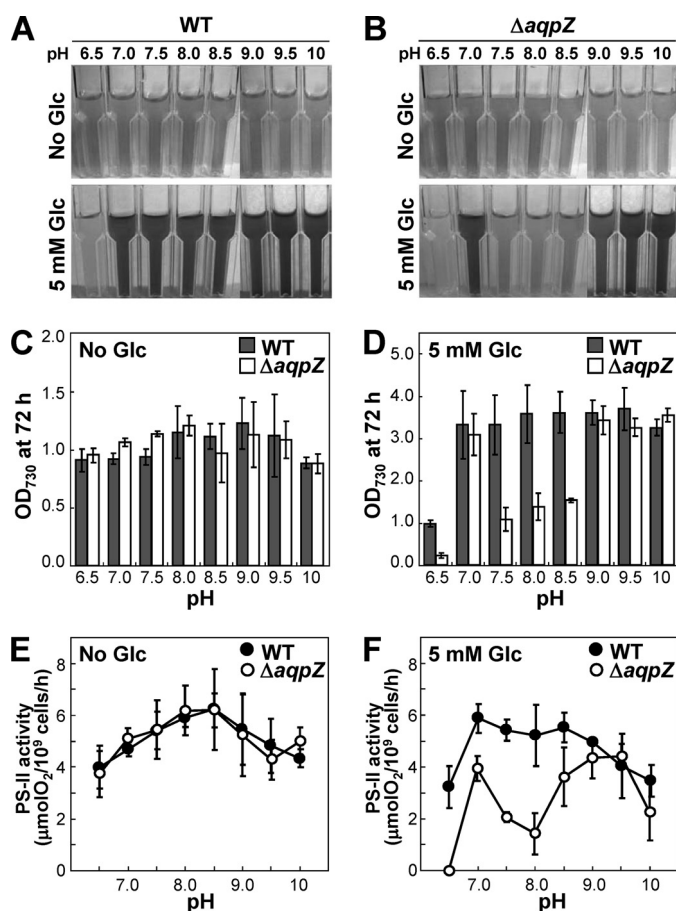 A WT
pH 6.5 7.0 7.5 8.0 8.5 9.0 9.5 10
No Glc
5 mM Glc
B ΔaqpZ
pH 6.5 7.0 7.5 8.0 8.5 9.0 9.5 10
No Glc
5 mM Glc
C No Glc
WT
ΔaqpZ
2.0
1.5
1.0
0.5
0.0
OD730 at 72 h
6.5 7.0 7.5 8.0 8.5 9.0 9.5 10
pH
D 5 mM Glc
WT
ΔaqpZ
5.0
4.0
3.0
2.0
1.0
0.0
OD730 at 72 h
6.5 7.0 7.5 8.0 8.5 9.0 9.5 10
pH
E No Glc
WT
ΔaqpZ
8
6
4
2
0
PS-II activity
(μmolO2/10^9 cells/h)
7.0 8.0 9.0 10
pH
F 5 mM Glc
WT
ΔaqpZ
8
6
4
2
0
PS-II activity
(μmolO2/10^9 cells/h)
7.0 8.0 9.0 10
pH